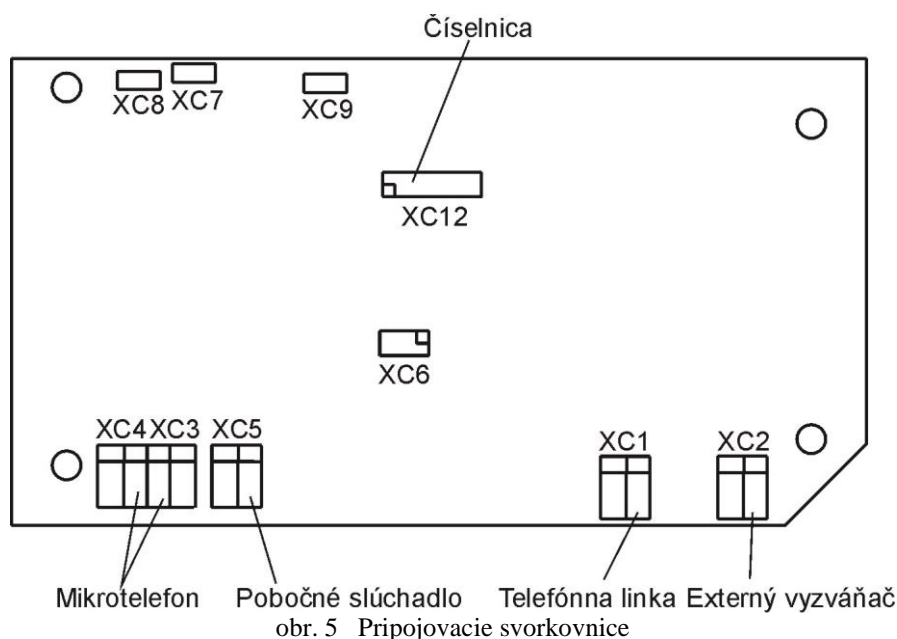 Číselnica
XC8 XC7 XC9
XC12
XC6
XC4 XC3 XC5 XC1 XC2
Mikrotelefon Pobočné slúchadlo Telefónna linka Externý vyzváňač
obr. 5 Pripojovacie svorkovnice